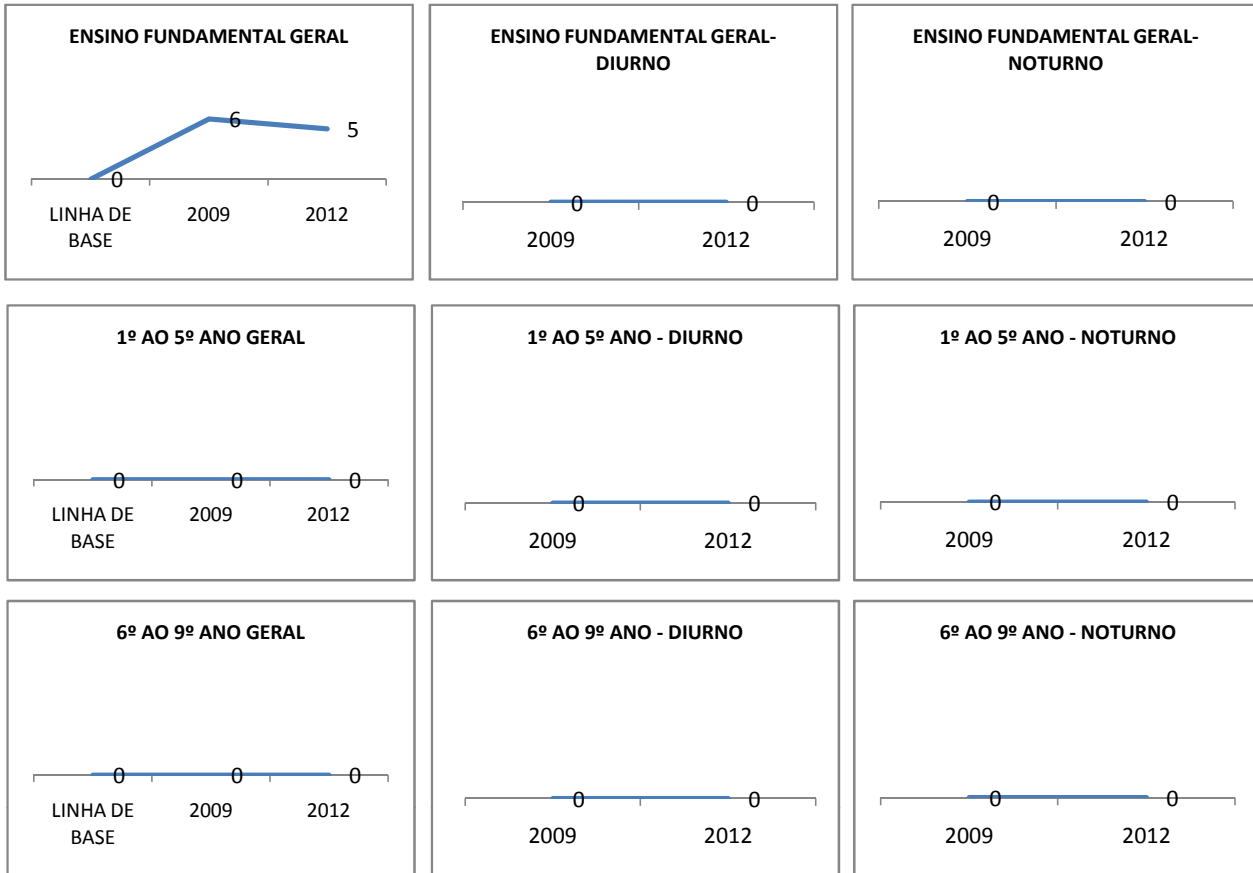 ENSINO FUNDAMENTAL GERAL
6
5
0
LINHA DE
BASE
2009
2012
ENSINO FUNDAMENTAL GERAL-
DIURNO
0
0
2009
2012
ENSINO FUNDAMENTAL GERAL-
NOTURNO
0
0
2009
2012
1º AO 5º ANO GERAL
0
0
0
LINHA DE
BASE
2009
2012
1º AO 5º ANO - DIURNO
0
0
2009
2012
1º AO 5º ANO - NOTURNO
0
0
2009
2012
6º AO 9º ANO GERAL
0
0
0
LINHA DE
BASE
2009
2012
6º AO 9º ANO - DIURNO
0
0
2009
2012
6º AO 9º ANO - NOTURNO
0
0
2009
2012